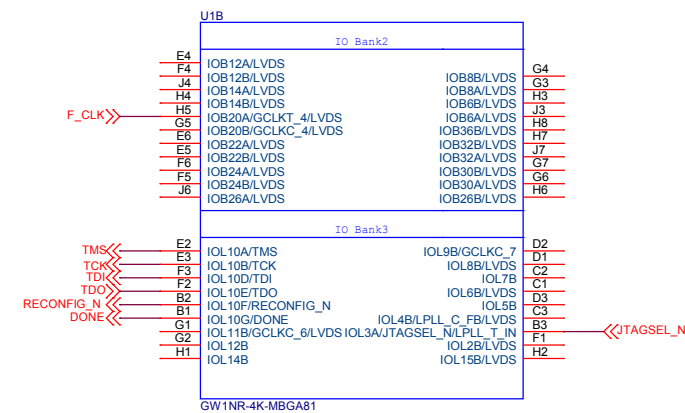 U1B
IO Bank2
E4 IOB12A/LVDS
F4 IOB12B/LVDS IOB8B/LVDS G4
J4 IOB14A/LVDS IOB8A/LVDS G3
H4 IOB14B/LVDS IOB6B/LVDS H3
F_CLK H5 IOB20A/GCLKT_4/LVDS IOB6A/LVDS J3
G5 IOB20B/GCLKC_4/LVDS IOB36B/LVDS H8
E6 IOB22A/LVDS IOB32B/LVDS H7
E5 IOB22B/LVDS IOB32A/LVDS J7
F6 IOB24A/LVDS IOB30B/LVDS G7
F5 IOB24B/LVDS IOB30A/LVDS G6
J6 IOB26A/LVDS IOB26B/LVDS H6
IO Bank3
TMS E2 IOL10A/TMS IOL9B/GCLKC_7 D2
TCK E3 IOL10B/TCK IOL8B/LVDS D1
TDI F3 IOL10D/TDI IOL7B C2
TDO F2 IOL10E/TDO IOL6B/LVDS C1
RECONFIG_N B2 IOL10F/RECONFIG_N IOL5B D3
DONE B1 IOL10G/DONE IOL4B/LPLL_C_FB/LVDS C3
G1 IOL11B/GCLKC_6/LVDS IOL3A/JTAGSEL_N/LPLL_T_IN B3 JTAGSEL_N
G2 IOL12B IOL2B/LVDS F1
H1 IOL14B IOL15B/LVDS H2
GW1NR-4K-MBGA81